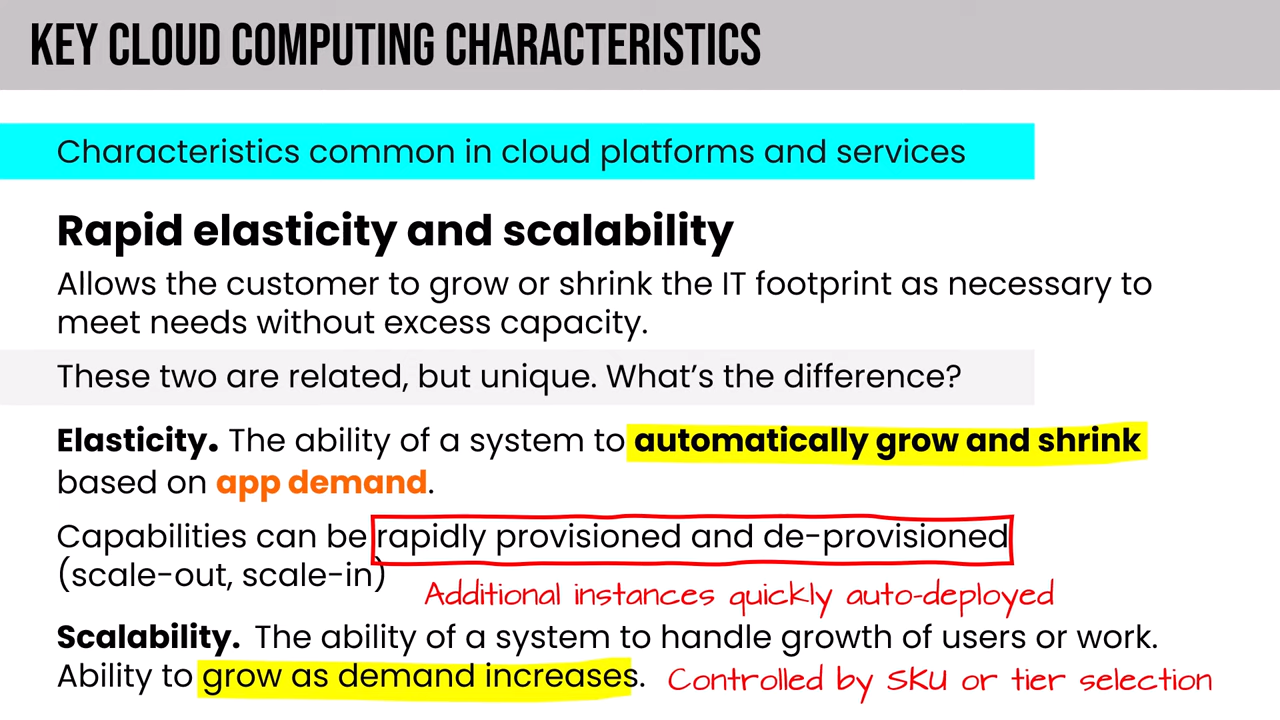 KEY CLOUD COMPUTING CHARACTERISTICS
Characteristics common in cloud platforms and services
Rapid elasticity and scalability
Allows the customer to grow or shrink the IT footprint as necessary to
meet needs without excess capacity.
These two are related, but unique. What's the difference?
Elasticity. The ability of a system to automatically grow and shrink
based on app demand.
Capabilities can be rapidly provisioned and de-provisioned
(scale-out, scale-in)
Additional instances quickly auto-deployed
Scalability. The ability of a system to handle growth of users or work.
Ability to grow as demand increases. Controlled by SKU or tier selection